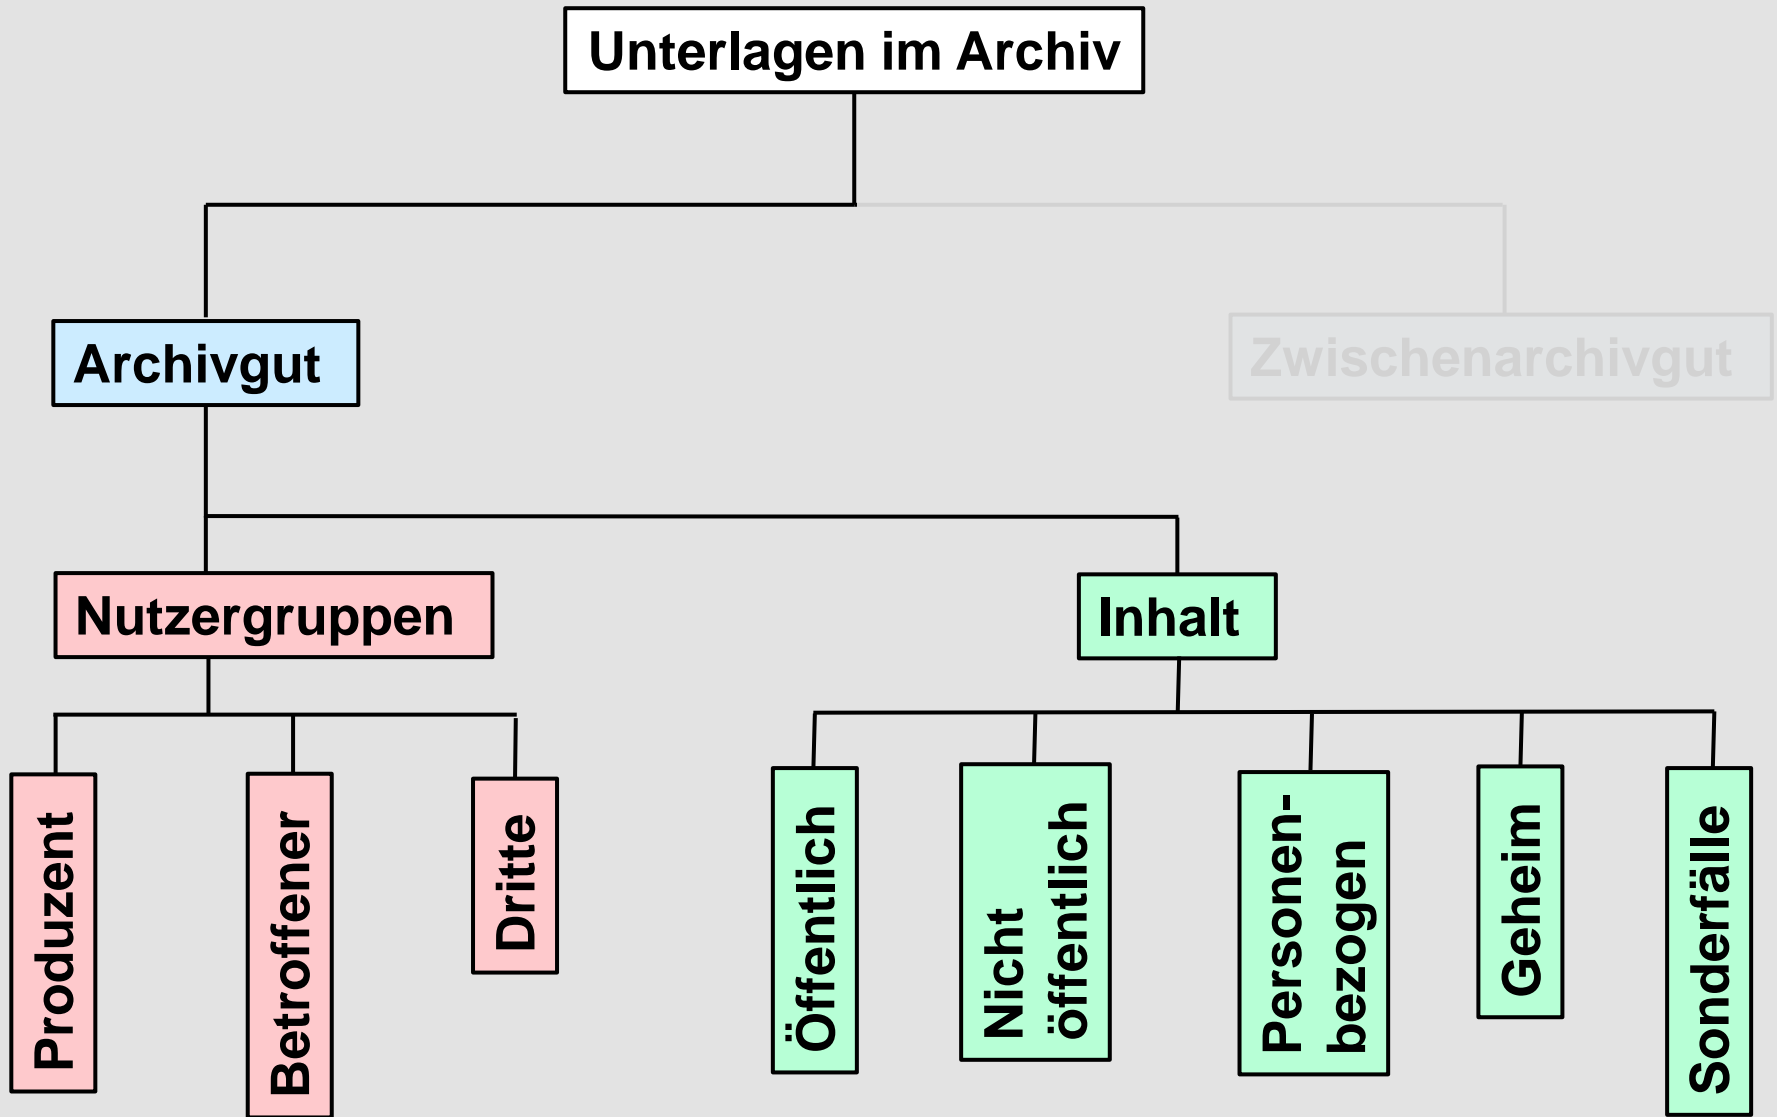 Unterlagen im Archiv
Archivgut
Zwischenarchivgut
Nutzergruppen
Inhalt
Produzent
Betroffener
Dritte
Öffentlich
Nicht
öffentlich
Personen-
bezogen
Geheim
Sonderfälle